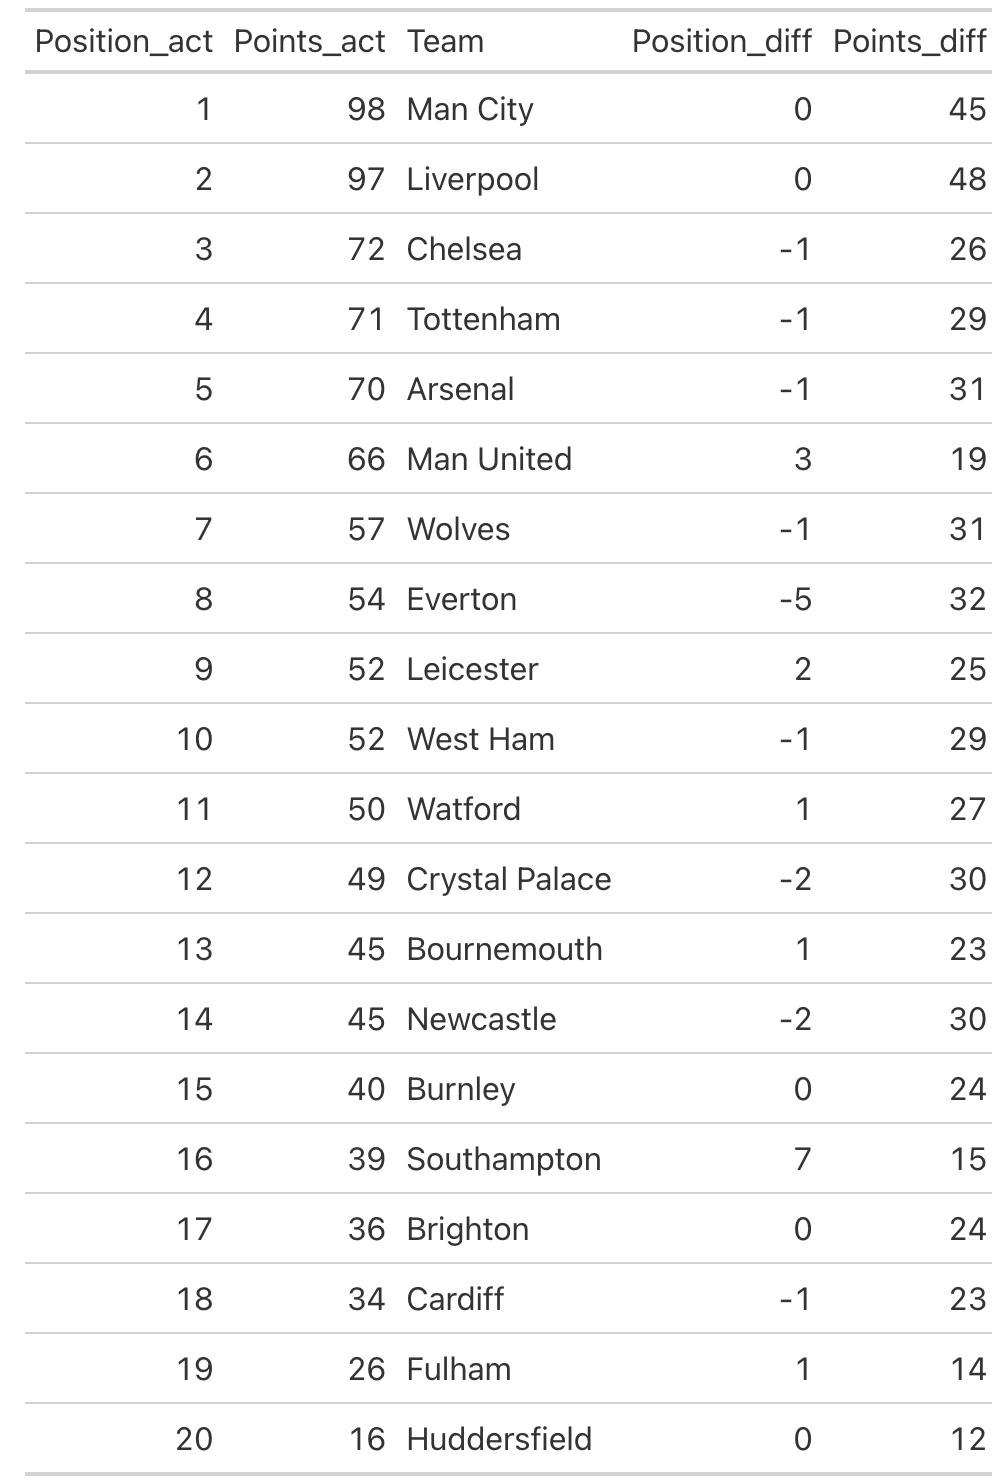 Position_act Points_act Team Position_diff Points_diff
1 98 Man City 0 45
2 97 Liverpool 0 48
3 72 Chelsea -1 26
4 71 Tottenham -1 29
5 70 Arsenal -1 31
6 66 Man United 3 19
7 57 Wolves -1 31
8 54 Everton -5 32
9 52 Leicester 2 25
10 52 West Ham -1 29
11 50 Watford 1 27
12 49 Crystal Palace -2 30
13 45 Bournemouth 1 23
14 45 Newcastle -2 30
15 40 Burnley 0 24
16 39 Southampton 7 15
17 36 Brighton 0 24
18 34 Cardiff -1 23
19 26 Fulham 1 14
20 16 Huddersfield 0 12